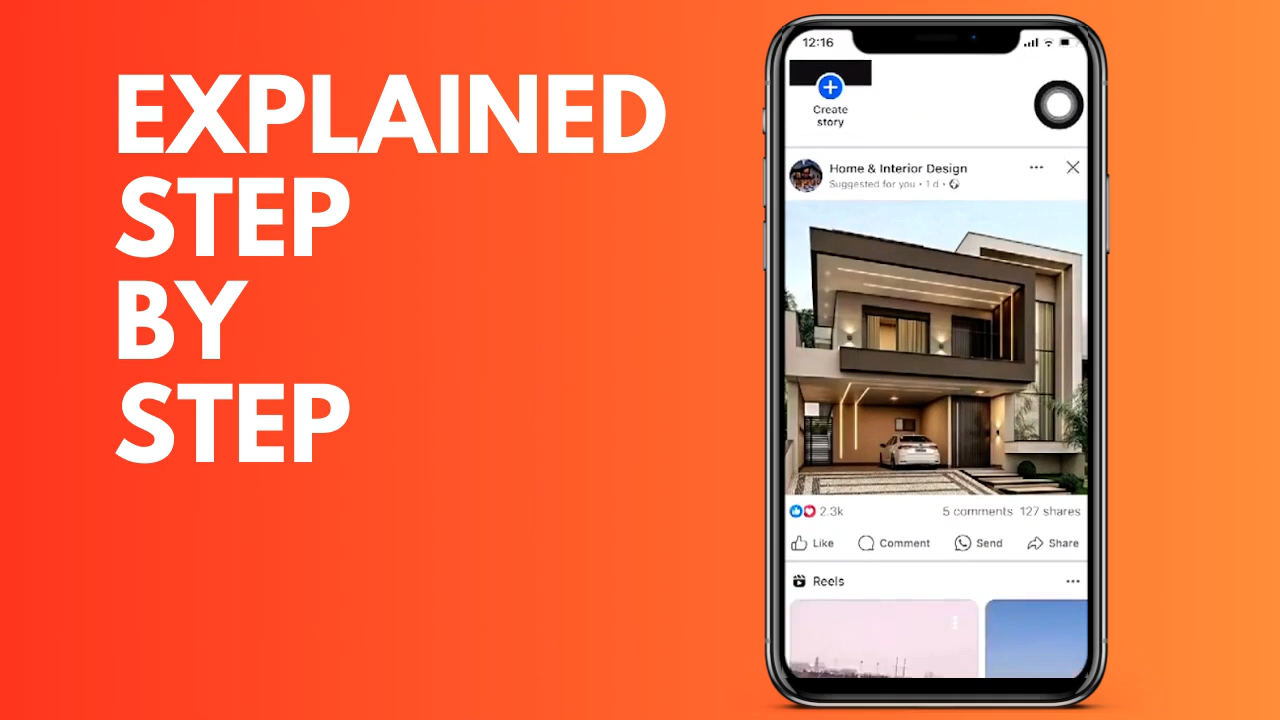 EXPLAINED
STEP
BY
STEP
12:16
Create
story
Home & Interior Design
Suggested for you • 1 d •
2.3k 5 comments 127 shares
Like Comment Send Share
Reels